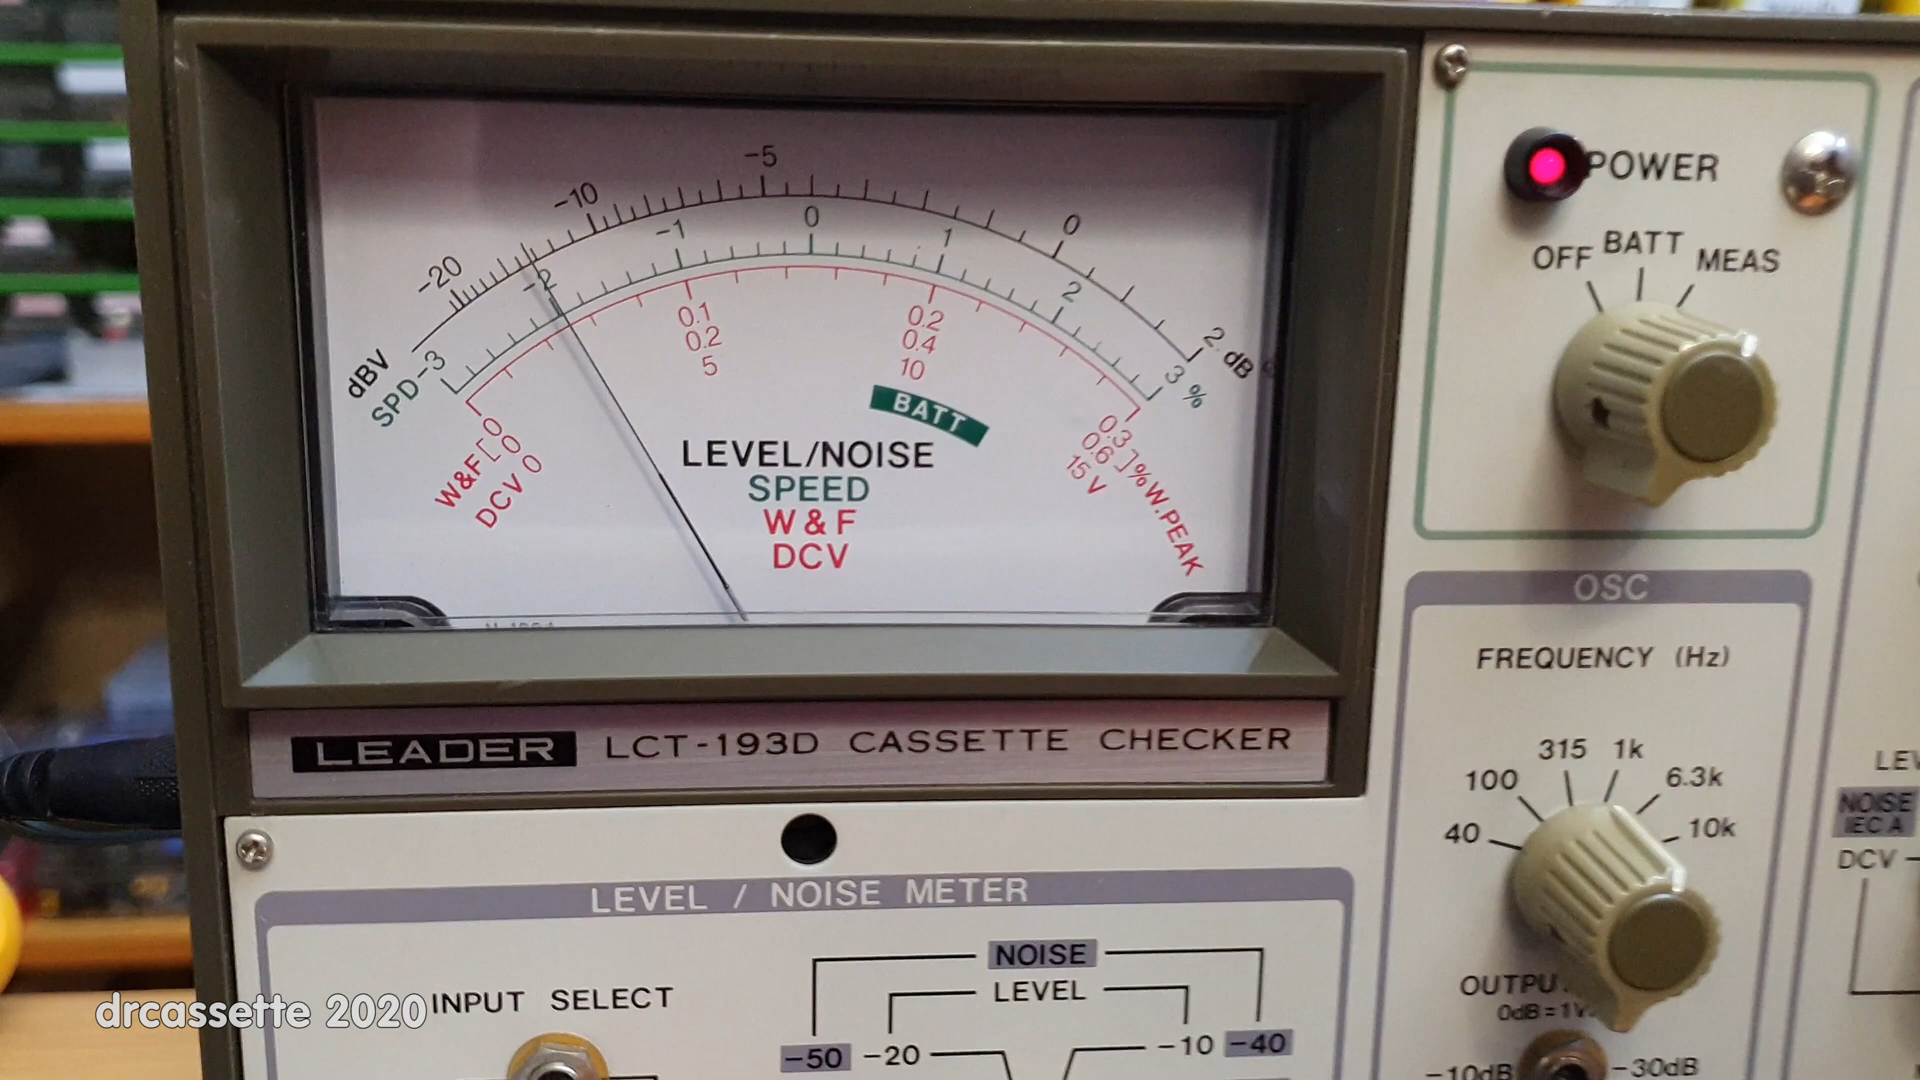 -5
-10
0
-20
2 dB
dBV
0
-1
1
-2
2
SPD -3
3 %
0.1
0.2
5
0.2
0.4
10
BATT
W&F [ 0
0
DCV 0
0.3
0.6 ] % W.PEAK
15 V
LEVEL/NOISE
SPEED
W & F
DCV
POWER
OFF BATT MEAS
OSC
FREQUENCY (Hz)
315 1k
100 6.3k
40 10k
LEADER LCT-193D CASSETTE CHECKER
NOISE
IEC A
DCV
LEVEL / NOISE METER
NOISE
INPUT SELECT LEVEL
-50 -20 -10 -40
0dB=1V
-10dB -30dB
drcassette 2020